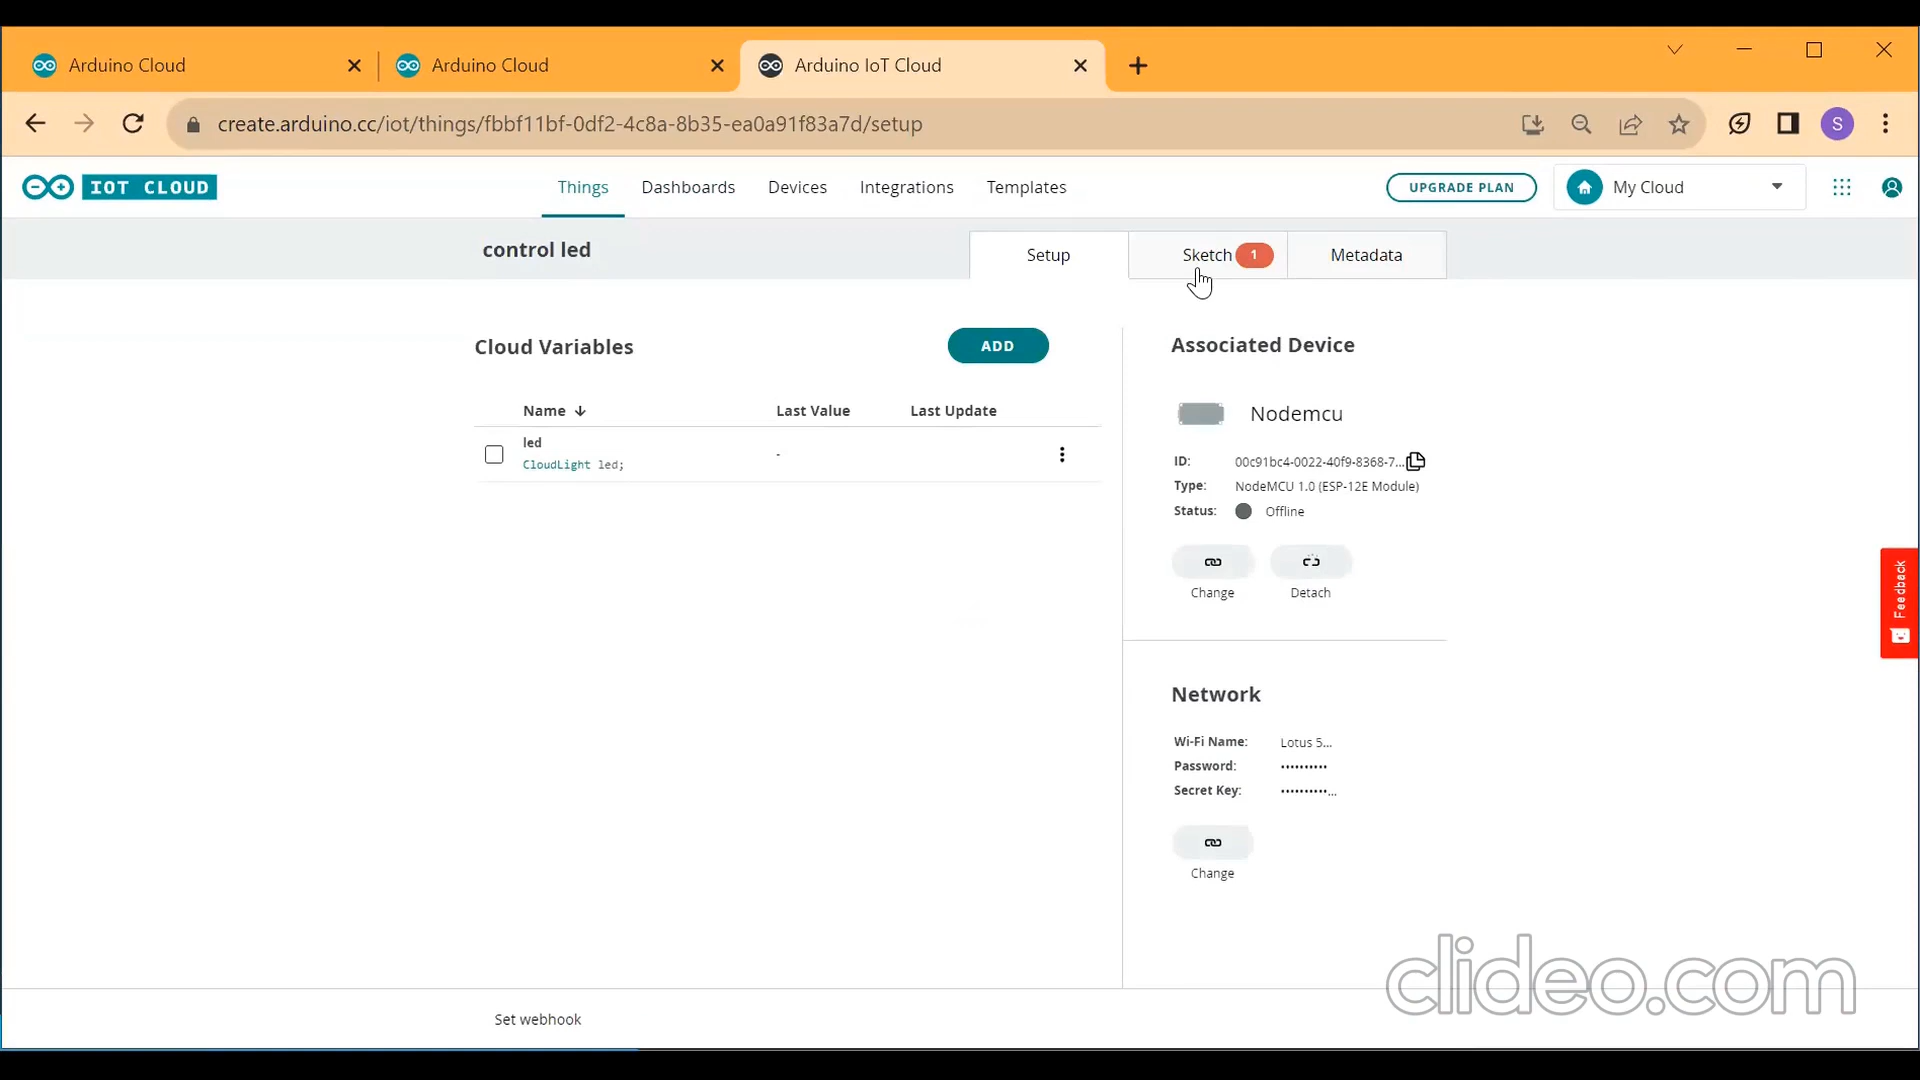 Arduino Cloud
Arduino Cloud
Arduino IoT Cloud
create.arduino.cc/iot/things/fbbf11bf-0df2-4c8a-8b35-ea0a91f83a7d/setup
S
IOT CLOUD
Things
Dashboards
Devices
Integrations
Templates
UPGRADE PLAN
My Cloud
control led
Setup
Sketch 1
Metadata
Cloud Variables
ADD
Associated Device
Name
Last Value
Last Update
led
CloudLight led;
-
Nodemcu
ID: 00c91bc4-0022-40f9-8368-7...
Type: NodeMCU 1.0 (ESP-12E Module)
Status: Offline
Change
Detach
Feedback
Network
Wi-Fi Name: Lotus 5...
Password: ••••••••••
Secret Key: ••••••••••...
Change
clideo.com
Set webhook